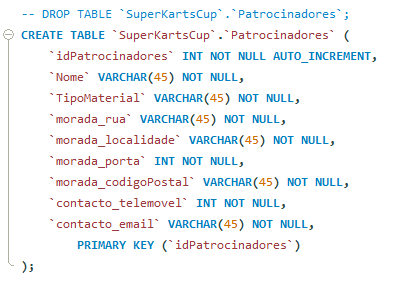 -- DROP TABLE `SuperKartsCup`.`Patrocinadores`;
CREATE TABLE `SuperKartsCup`.`Patrocinadores` (
`idPatrocinadores` INT NOT NULL AUTO_INCREMENT,
`Nome` VARCHAR(45) NOT NULL,
`TipoMaterial` VARCHAR(45) NOT NULL,
`morada_rua` VARCHAR(45) NOT NULL,
`morada_localidade` VARCHAR(45) NOT NULL,
`morada_porta` INT NOT NULL,
`morada_codigoPostal` VARCHAR(45) NOT NULL,
`contacto_telemovel` INT NOT NULL,
`contacto_email` VARCHAR(45) NOT NULL,
PRIMARY KEY (`idPatrocinadores`)
);